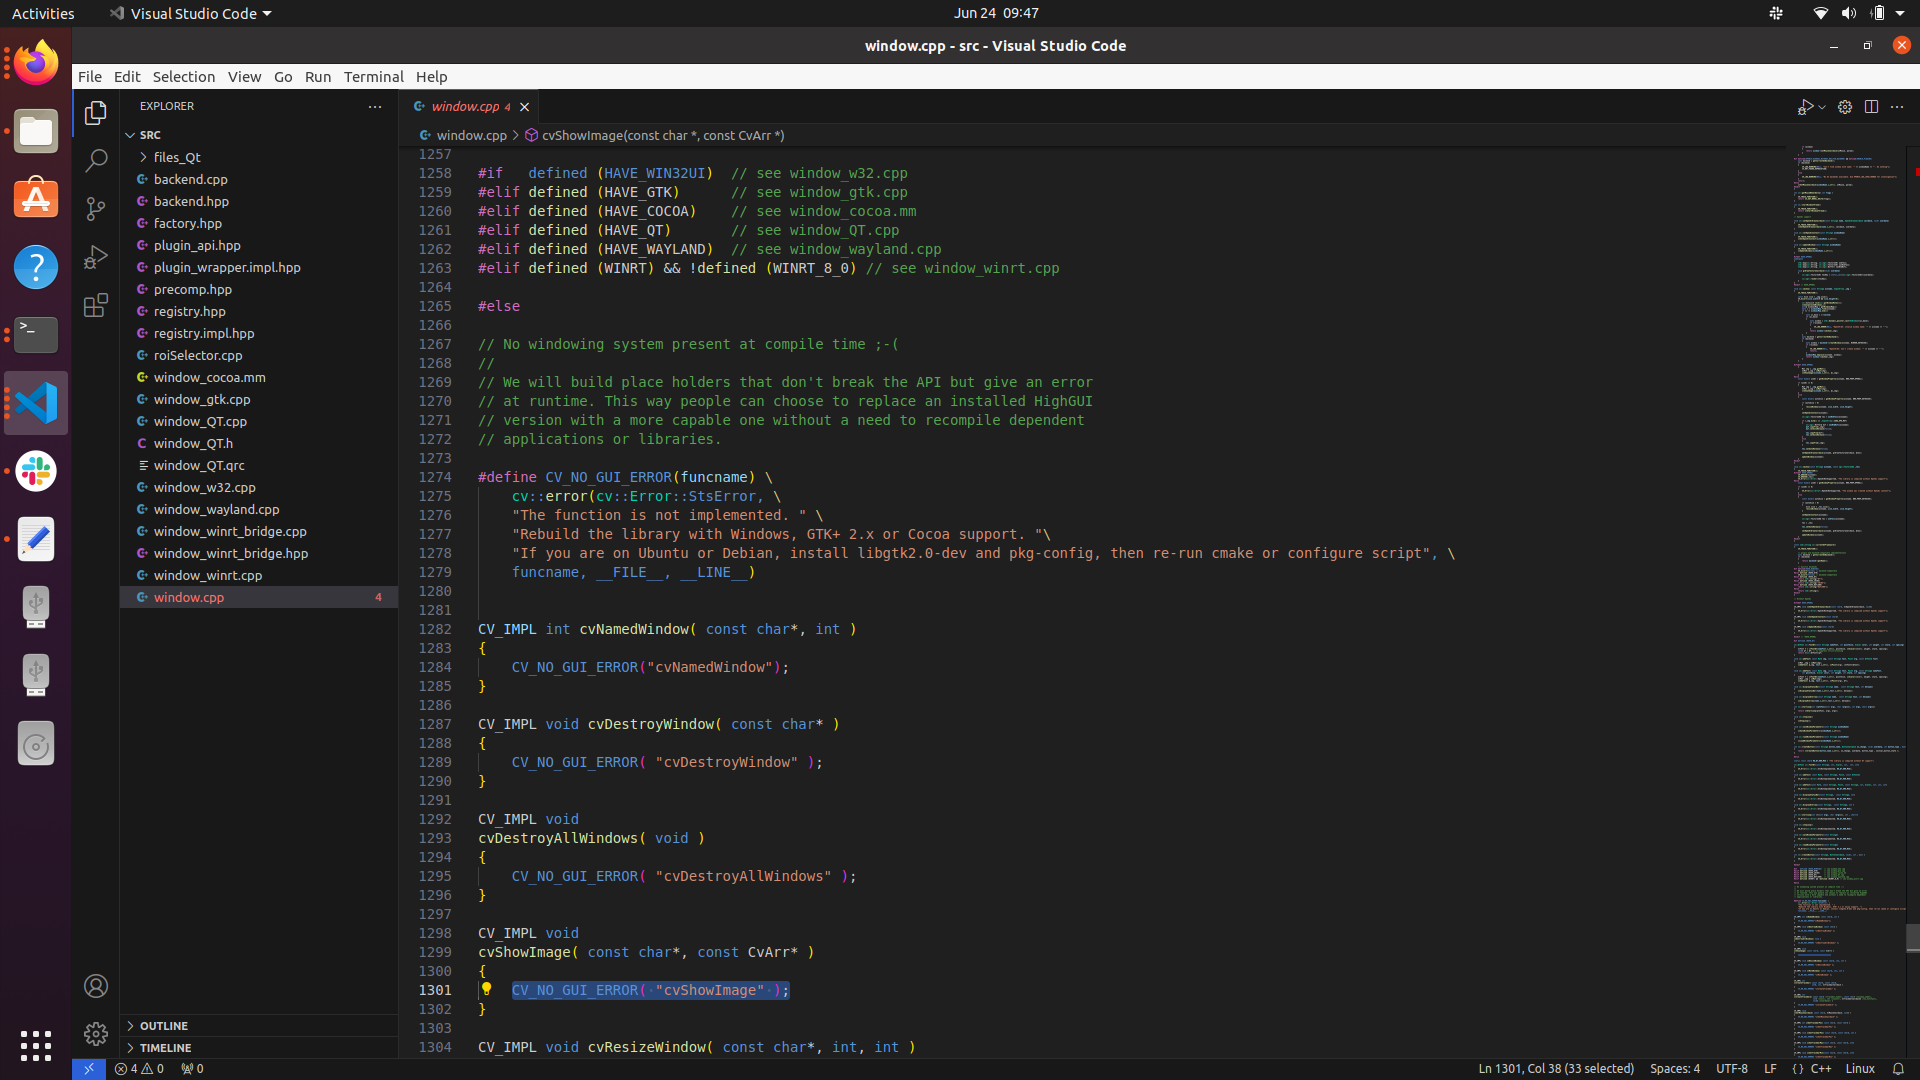 Activities
Visual Studio Code
Jun 24 09:47
window.cpp - src - Visual Studio Code
File Edit Selection View Go Run Terminal Help
EXPLORER
SRC
files_Qt
backend.cpp
backend.hpp
factory.hpp
plugin_api.hpp
plugin_wrapper.impl.hpp
precomp.hpp
registry.hpp
registry.impl.hpp
roiSelector.cpp
window_cocoa.mm
window_gtk.cpp
window_QT.cpp
window_QT.h
window_QT.qrc
window_w32.cpp
window_wayland.cpp
window_winrt_bridge.cpp
window_winrt_bridge.hpp
window_winrt.cpp
window.cpp 4
OUTLINE
TIMELINE
window.cpp 4
window.cpp > cvShowImage(const char *, const CvArr *)
1257
1258 #if   defined (HAVE_WIN32UI)  // see window_w32.cpp
1259 #elif defined (HAVE_GTK)      // see window_gtk.cpp
1260 #elif defined (HAVE_COCOA)    // see window_cocoa.mm
1261 #elif defined (HAVE_QT)       // see window_QT.cpp
1262 #elif defined (HAVE_WAYLAND)  // see window_wayland.cpp
1263 #elif defined (WINRT) && !defined (WINRT_8_0) // see window_winrt.cpp
1264
1265 #else
1266
1267 // No windowing system present at compile time ;-(
1268 //
1269 // We will build place holders that don't break the API but give an error
1270 // at runtime. This way people can choose to replace an installed HighGUI
1271 // version with a more capable one without a need to recompile dependent
1272 // applications or libraries.
1273
1274 #define CV_NO_GUI_ERROR(funcname) \
1275     cv::error(cv::Error::StsError, \
1276     "The function is not implemented. " \
1277     "Rebuild the library with Windows, GTK+ 2.x or Cocoa support. "\
1278     "If you are on Ubuntu or Debian, install libgtk2.0-dev and pkg-config, then re-run cmake or configure script", \
1279     funcname, __FILE__, __LINE__)
1280
1281
1282 CV_IMPL int cvNamedWindow( const char*, int )
1283 {
1284     CV_NO_GUI_ERROR("cvNamedWindow");
1285 }
1286
1287 CV_IMPL void cvDestroyWindow( const char* )
1288 {
1289     CV_NO_GUI_ERROR( "cvDestroyWindow" );
1290 }
1291
1292 CV_IMPL void
1293 cvDestroyAllWindows( void )
1294 {
1295     CV_NO_GUI_ERROR( "cvDestroyAllWindows" );
1296 }
1297
1298 CV_IMPL void
1299 cvShowImage( const char*, const CvArr* )
1300 {
1301     CV_NO_GUI_ERROR( "cvShowImage" );
1302 }
1303
1304 CV_IMPL void cvResizeWindow( const char*, int, int )
4 0 0
Ln 1301, Col 38 (33 selected) Spaces: 4 UTF-8 LF {} C++ Linux